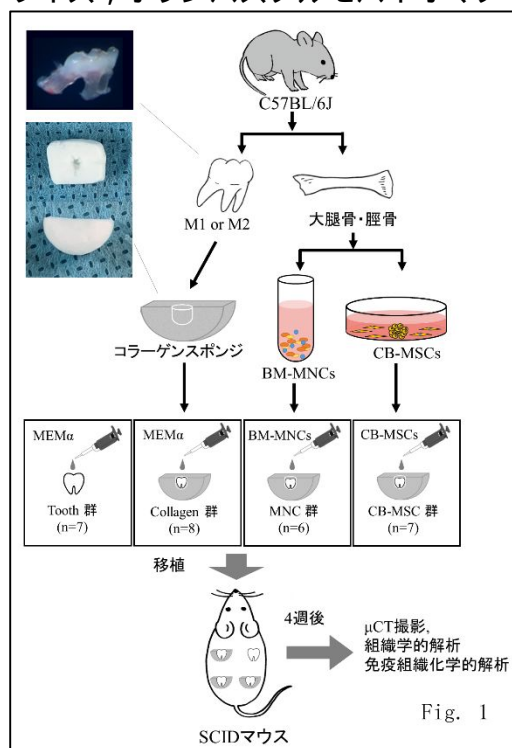 C57BL/6J
M1 or M2
大腿骨・脛骨
コラーゲンスポンジ
BM-MNCs
CB-MSCs
MEMα
Tooth 群
(n=7)
MEMα
Collagen 群
(n=8)
BM-MNCs
MNC 群
(n=6)
CB-MSCs
CB-MSC 群
(n=7)
移植
4週後
μCT撮影,
組織学的解析
免疫組織化学的解析
SCIDマウス
Fig. 1